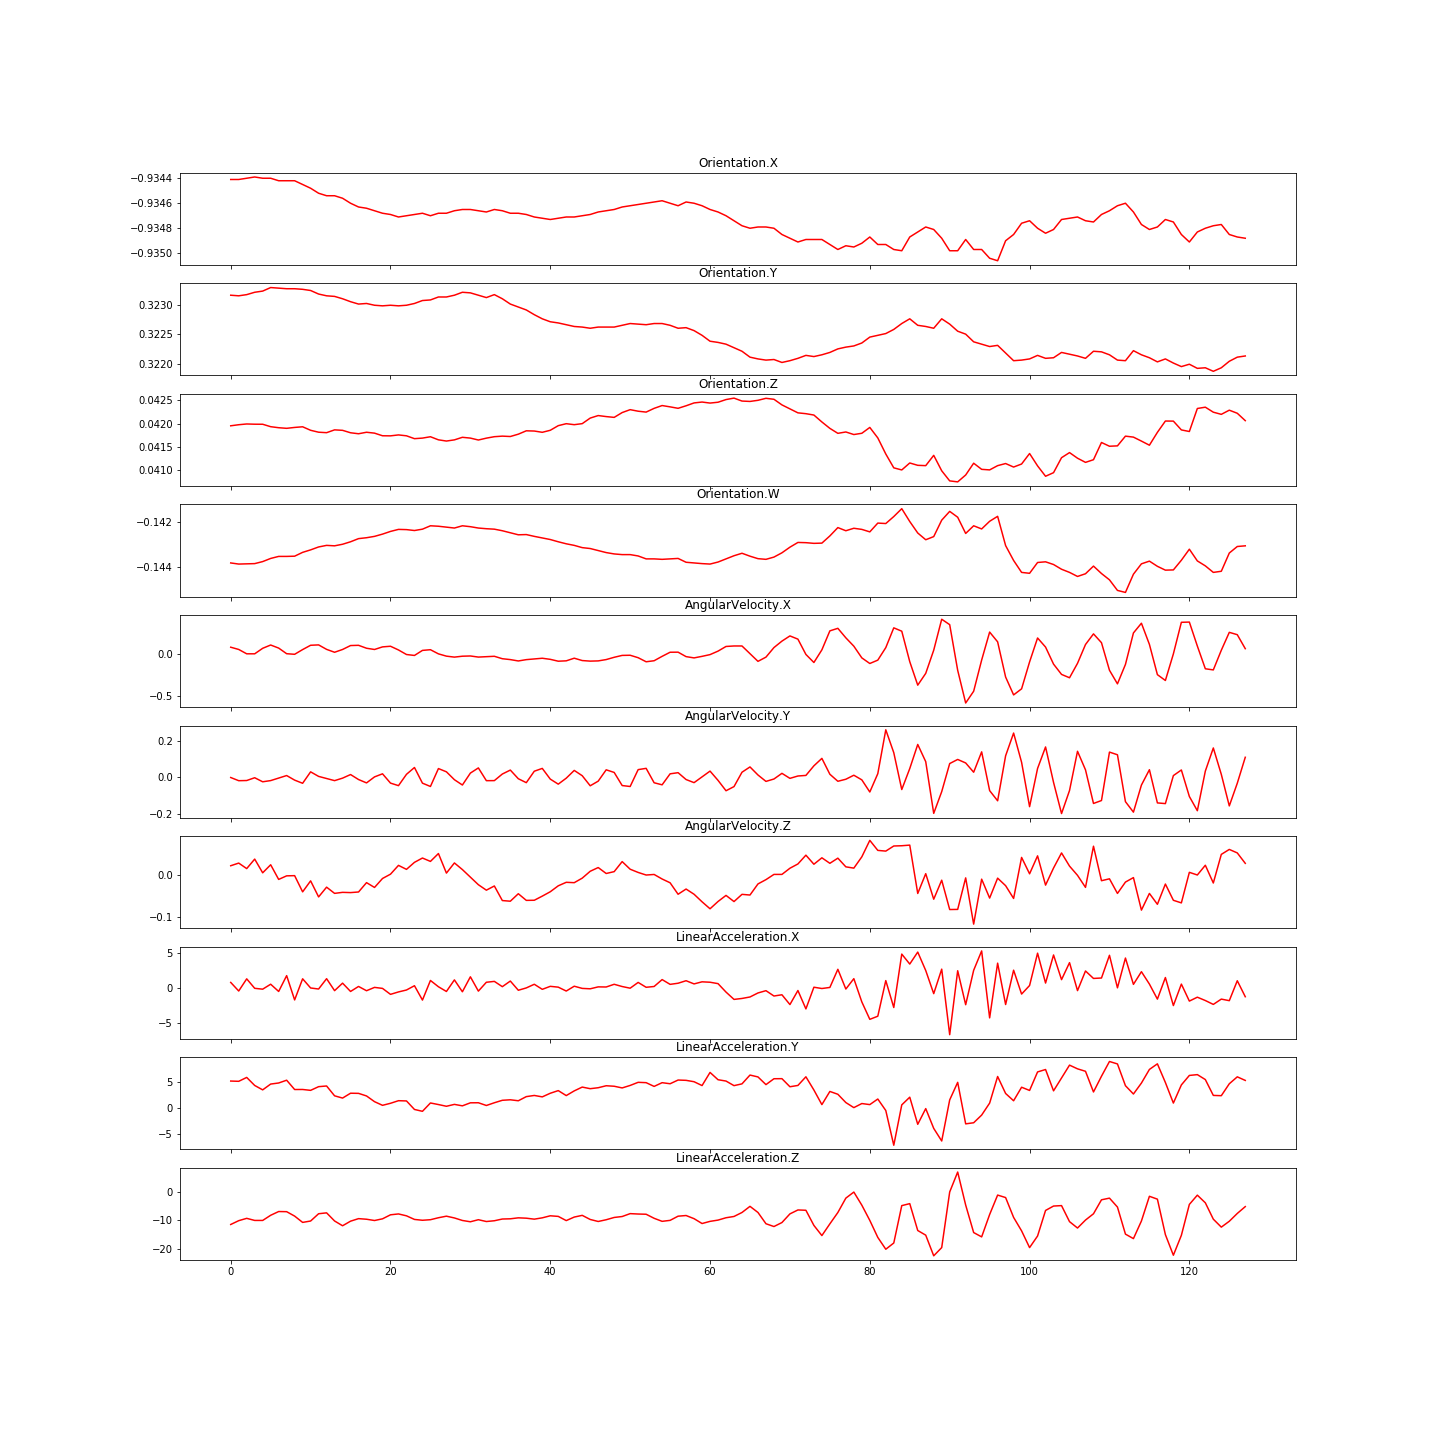 Orientation.X
−0.9344
−0.9346
−0.9348
−0.9350
Orientation.Y
0.3230
0.3225
0.3220
Orientation.Z
0.0425
0.0420
0.0415
0.0410
Orientation.W
−0.142
−0.144
AngularVelocity.X
0.0
−0.5
AngularVelocity.Y
0.2
0.0
−0.2
AngularVelocity.Z
0.0
−0.1
LinearAcceleration.X
5
0
−5
LinearAcceleration.Y
5
0
−5
LinearAcceleration.Z
0
−10
−20
0 20 40 60 80 100 120